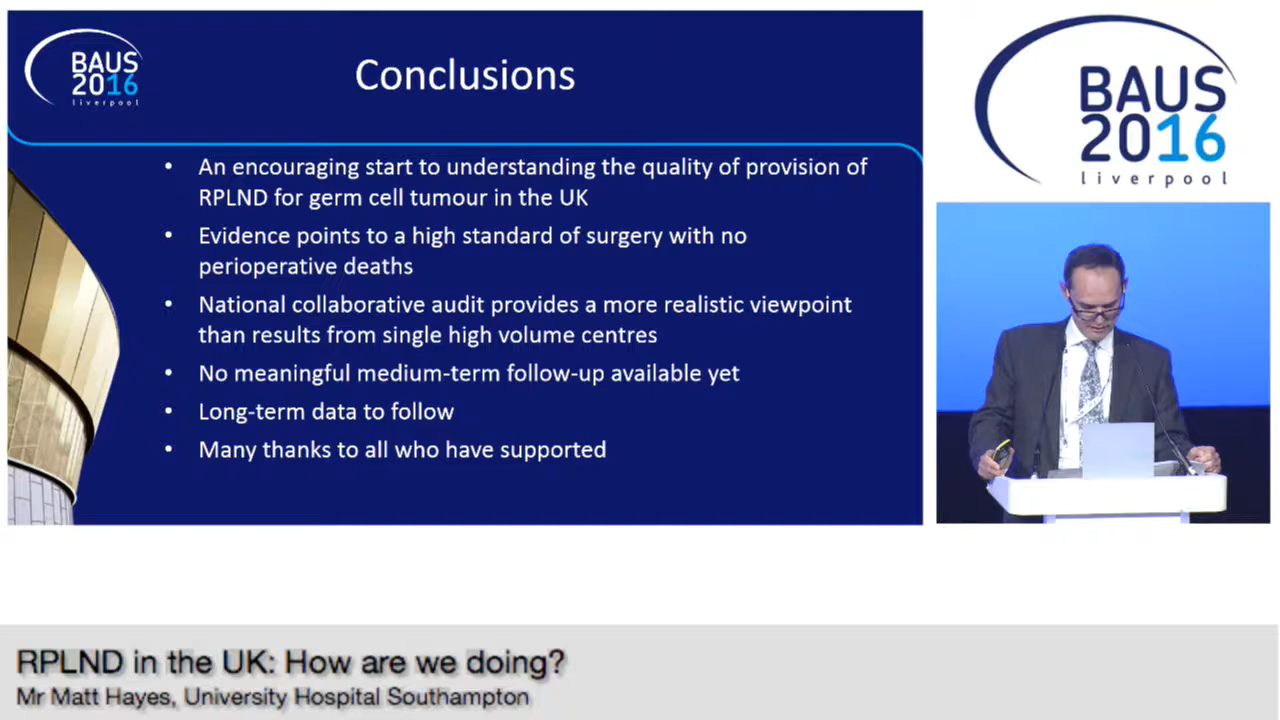 BAUS
2016
liverpool
Conclusions
• An encouraging start to understanding the quality of provision of
RPLND for germ cell tumour in the UK
• Evidence points to a high standard of surgery with no
perioperative deaths
• National collaborative audit provides a more realistic viewpoint
than results from single high volume centres
• No meaningful medium-term follow-up available yet
• Long-term data to follow
• Many thanks to all who have supported
BAUS
2016
liverpool
RPLND in the UK: How are we doing?
Mr Matt Hayes, University Hospital Southampton